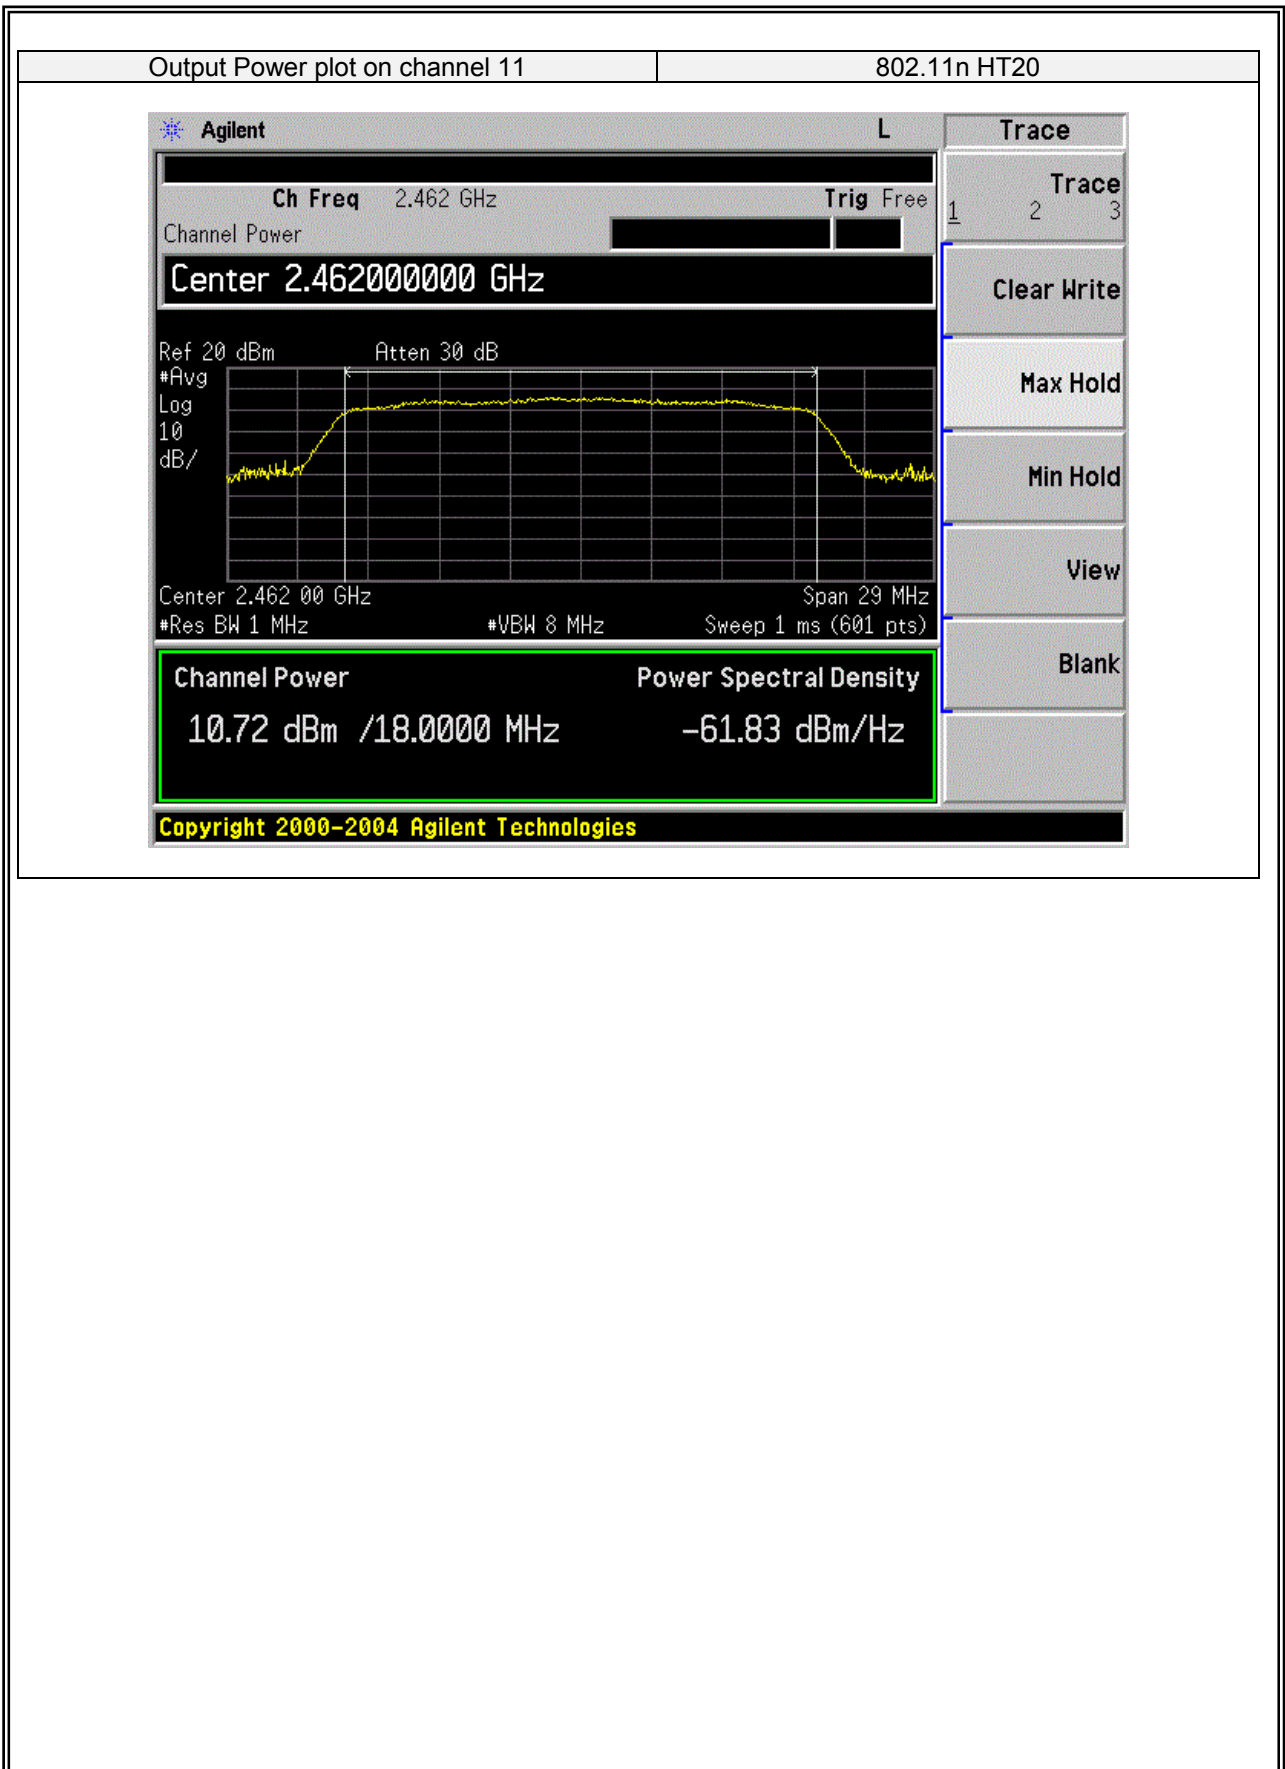 Output Power plot on channel 11 802.11n HT20
Agilent L Trace
Ch Freq 2.462 GHz Trig Free
Channel Power
Center 2.462000000 GHz
Ref 20 dBm Atten 30 dB
#Avg
Log
10
dB/
Center 2.462 00 GHz Span 29 MHz
#Res BW 1 MHz #VBW 8 MHz Sweep 1 ms (601 pts)
Channel Power Power Spectral Density
10.72 dBm /18.0000 MHz -61.83 dBm/Hz
Copyright 2000-2004 Agilent Technologies
Trace
1 2 3
Clear Write
Max Hold
Min Hold
View
Blank